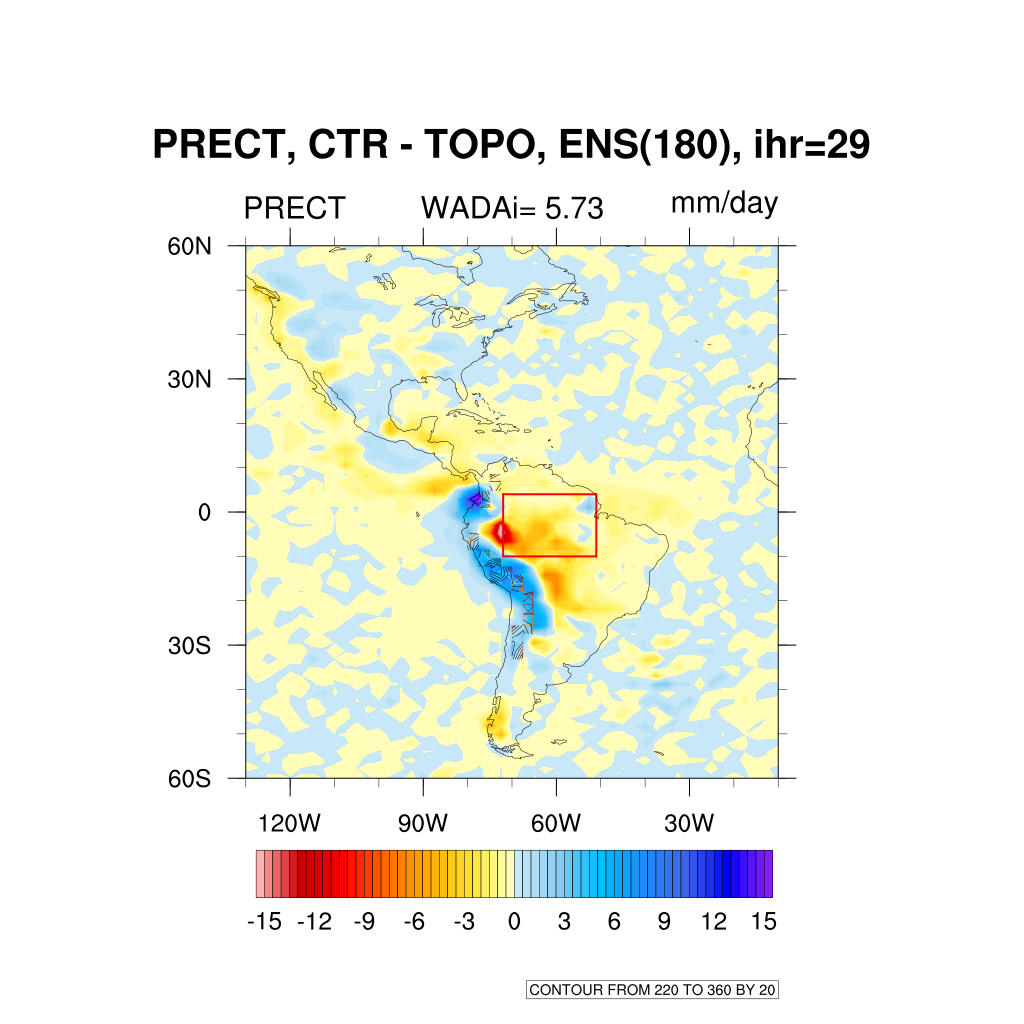 PRECT, CTR - TOPO, ENS(180), ihr=29
PRECT WADAi= 5.73 mm/day
60N
30N
0
30S
60S
120W 90W 60W 30W
-15 -12 -9 -6 -3 0 3 6 9 12 15
CONTOUR FROM 220 TO 360 BY 20